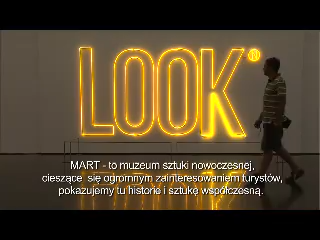 LOOK®
MART - to muzeum sztuki nowoczesnej,
cieszące się ogromnym zainteresowaniem turystów,
pokazujemy tu historię i sztukę współczesną.